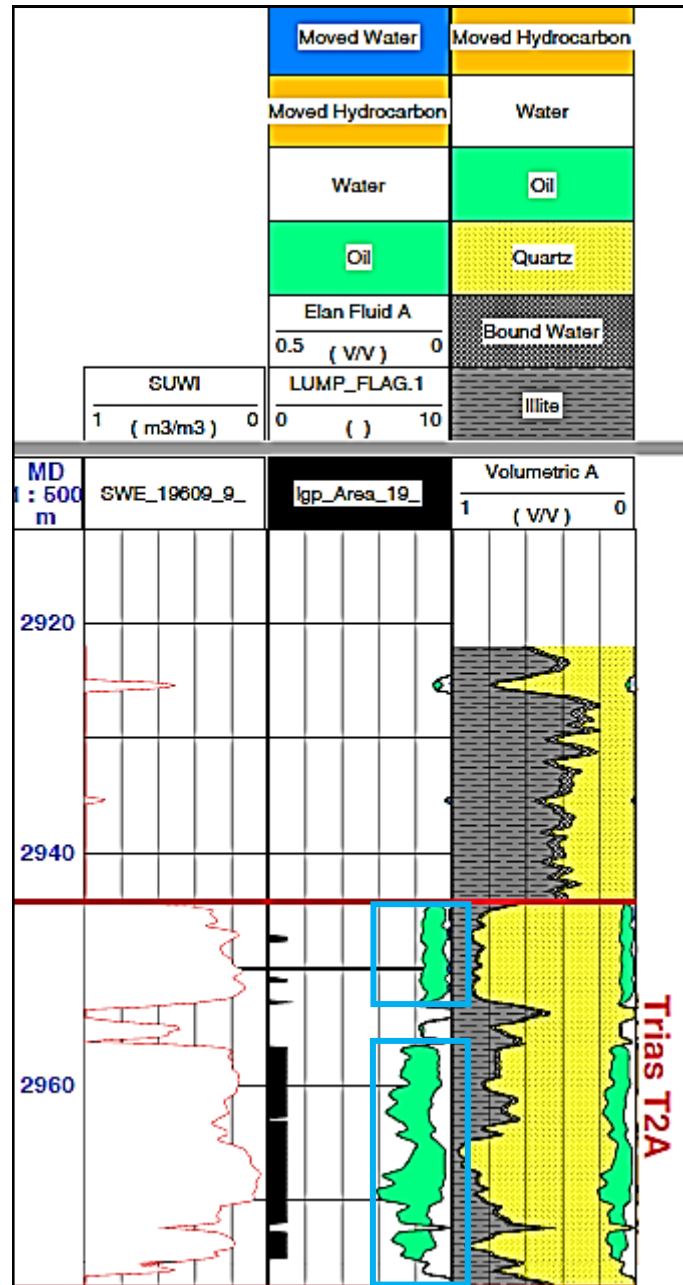 Moved Water
Moved Hydrocarbon
Moved Hydrocarbon
Water
Water
Oil
Oil
Quartz
Elan Fluid A
0.5 ( V/V ) 0
Bound Water
SUWI
1 ( m3/m3 ) 0
LUMP_FLAG.1
0 ( ) 10
Illite
MD
1 : 500
m
SWE_19609_9_
Igp_Area_19_
Volumetric A
1 ( V/V ) 0
2920
2940
2960
Trias T2A